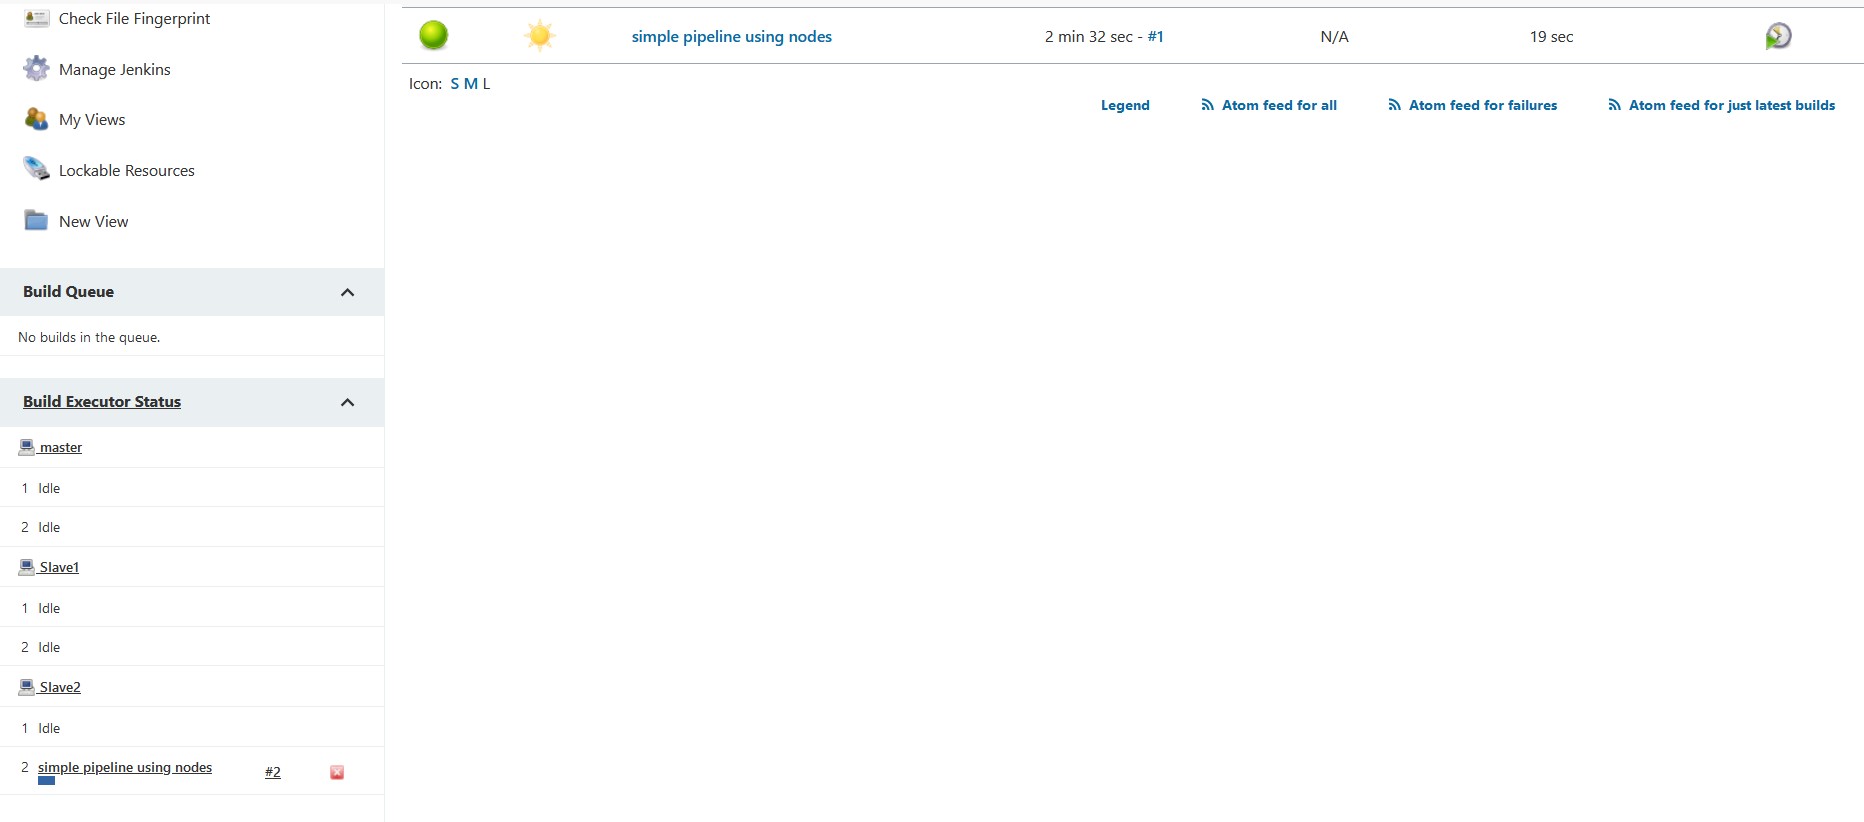 Check File Fingerprint
Manage Jenkins
My Views
Lockable Resources
New View
Build Queue
No builds in the queue.
Build Executor Status
master
1 Idle
2 Idle
Slave1
1 Idle
2 Idle
Slave2
1 Idle
2 simple pipeline using nodes #2
simple pipeline using nodes 2 min 32 sec - #1 N/A 19 sec
Icon: S M L
Legend Atom feed for all Atom feed for failures Atom feed for just latest builds